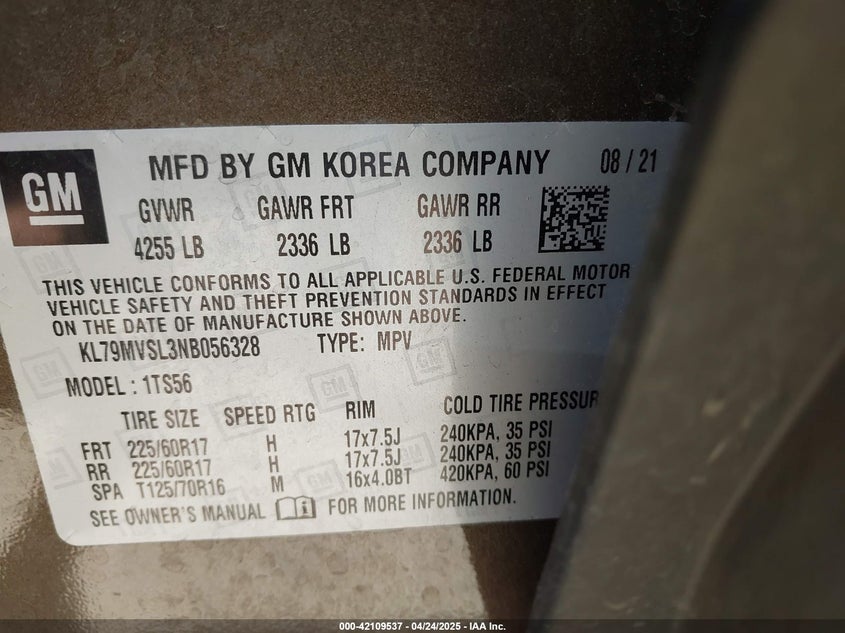 GM
MFD BY GM KOREA COMPANY 08 / 21
GVWR GAWR FRT GAWR RR
4255 LB 2336 LB 2336 LB
THIS VEHICLE CONFORMS TO ALL APPLICABLE U.S. FEDERAL MOTOR
VEHICLE SAFETY AND THEFT PREVENTION STANDARDS IN EFFECT
ON THE DATE OF MANUFACTURE SHOWN ABOVE.
KL79MVSL3NB056328 TYPE: MPV
MODEL : 1TS56
TIRE SIZE SPEED RTG RIM COLD TIRE PRESSUR
FRT 225/60R17 H 17x7.5J 240KPA, 35 PSI
RR 225/60R17 H 17x7.5J 240KPA, 35 PSI
SPA T125/70R16 M 16x4.0BT 420KPA, 60 PSI
SEE OWNER'S MANUAL FOR MORE INFORMATION.
000-42109537 - 04/24/2025 - IAA Inc.